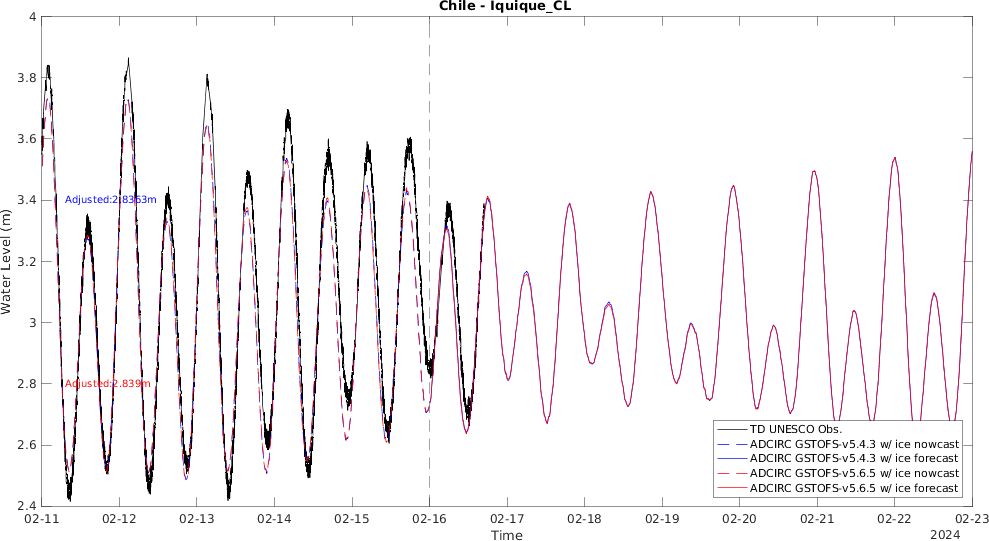 Chile - Iquique_CL
4
3.8
3.6
3.4
3.2
3
2.8
2.6
2.4
Water Level (m)
Adjusted:2.8363m
Adjusted:2.839m
TD UNESCO Obs.
ADCIRC GSTOFS-v5.4.3 w/ ice nowcast
ADCIRC GSTOFS-v5.4.3 w/ ice forecast
ADCIRC GSTOFS-v5.6.5 w/ ice nowcast
ADCIRC GSTOFS-v5.6.5 w/ ice forecast
02-11 02-12 02-13 02-14 02-15 02-16 02-17 02-18 02-19 02-20 02-21 02-22 02-23
Time
2024